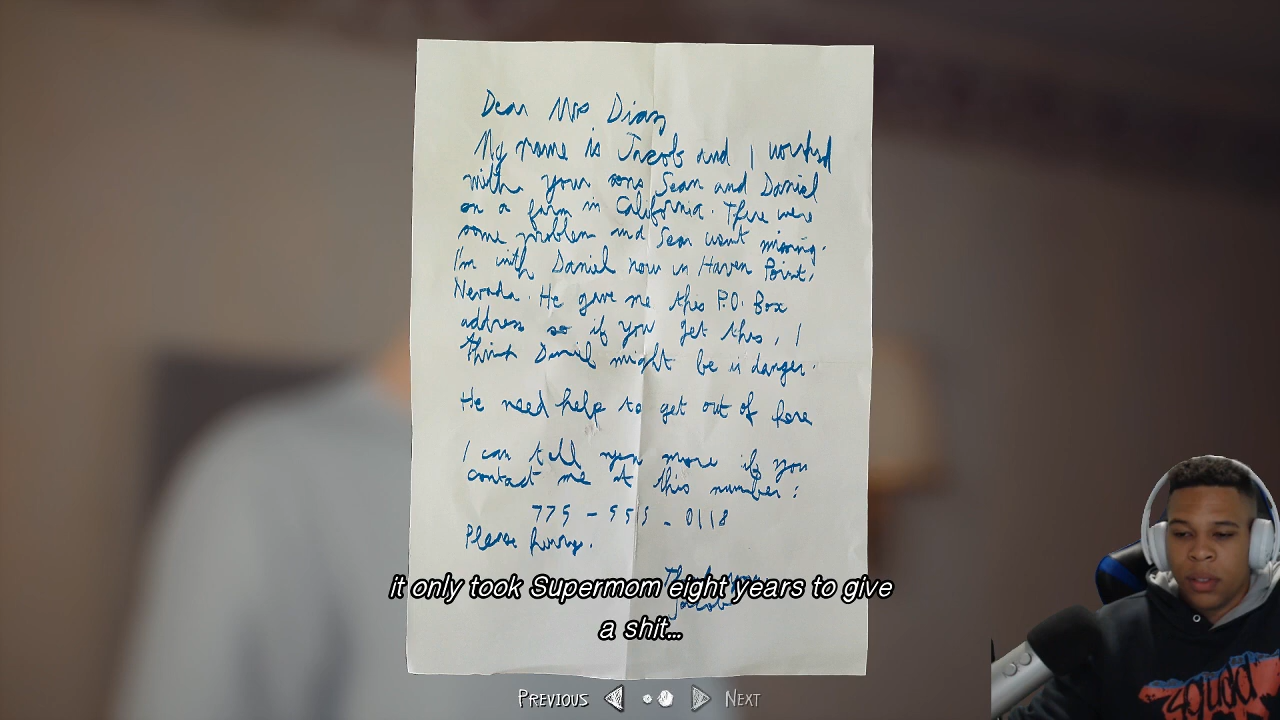 Dear Mrs Diaz
My name is Jacob and I worked
with your sons Sean and Daniel
on a farm in California. There were
some problem and Sean went missing.
I'm with Daniel now in Haven Point,
Nevada. He gave me this P.O. Box
address so if you get this, I
think Daniel might be in danger.
He need help to get out of here
I can tell you more if you
contact me at this number:
775-555-0118
Please hurry.
Thank you
Jacob
it only took Supermom eight years to give
a shit...
PREVIOUS NEXT